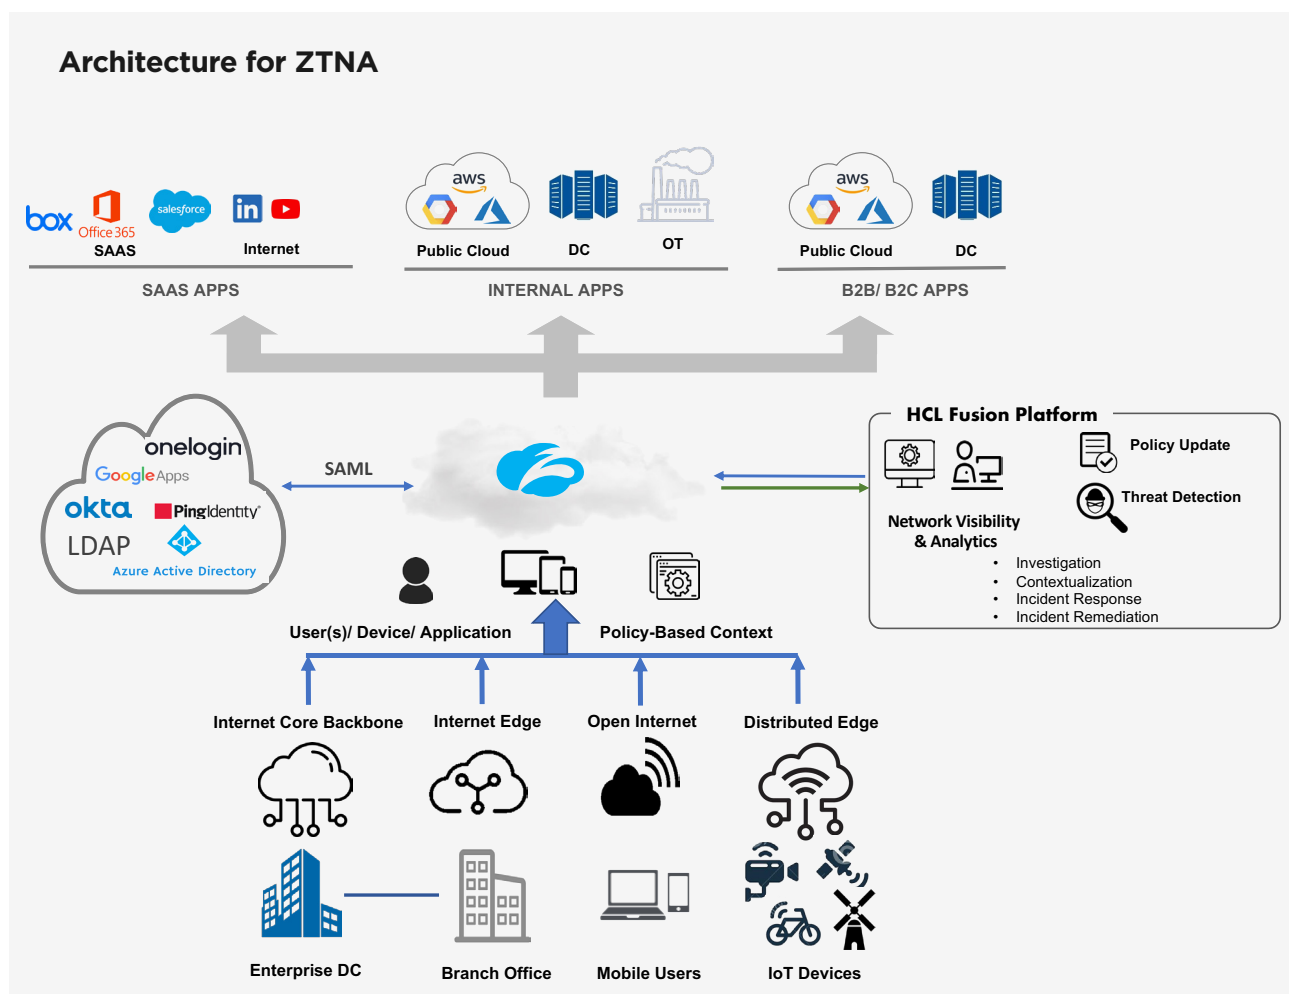 Architecture for ZTNA
box
Office 365
salesforce
in
SAAS
Internet
SAAS APPS
aws
Public Cloud
DC
OT
INTERNAL APPS
aws
Public Cloud
DC
B2B/ B2C APPS
onelogin
Google Apps
okta
PingIdentity
LDAP
Azure Active Directory
SAML
HCL Fusion Platform
Policy Update
Threat Detection
Network Visibility
& Analytics
• Investigation
• Contextualization
• Incident Response
• Incident Remediation
User(s)/ Device/ Application
Policy-Based Context
Internet Core Backbone
Internet Edge
Open Internet
Distributed Edge
Enterprise DC
Branch Office
Mobile Users
IoT Devices